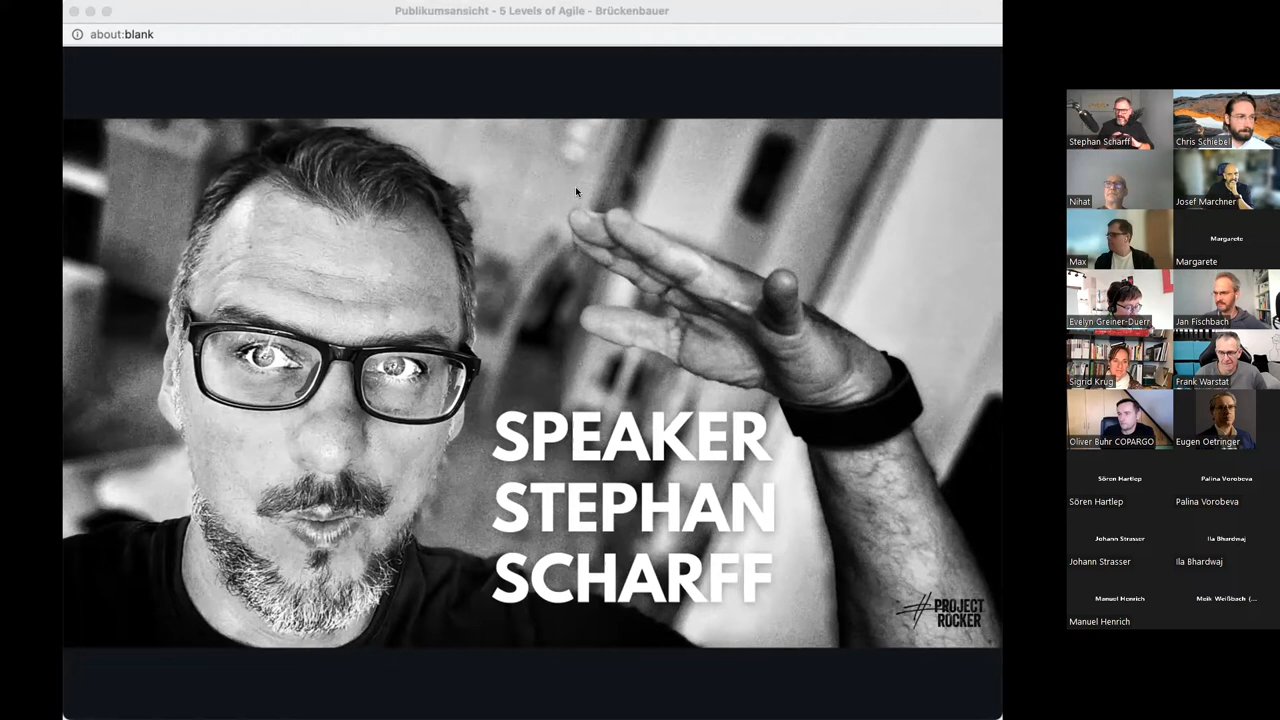 Publikumsansicht - 5 Levels of Agile - Brückenbauer
about:blank
SPEAKER
STEPHAN
SCHARFF
#PROJECT
ROCKER
Stephan Scharff
Chris Schiebel
Nihat
Josef Marchner
Max
Margarete
Margarete
Evelyn Greiner-Duerr
Jan Fischbach
Sigrid Krug
Frank Warstat
Oliver Buhr COPARGO
Eugen Oetringer
Sören Hartlep
Palina Vorobeva
Sören Hartlep
Palina Vorobeva
Johann Strasser
Ila Bhardwaj
Johann Strasser
Ila Bhardwaj
Manuel Henrich
Meik Weißbach (...
Manuel Henrich